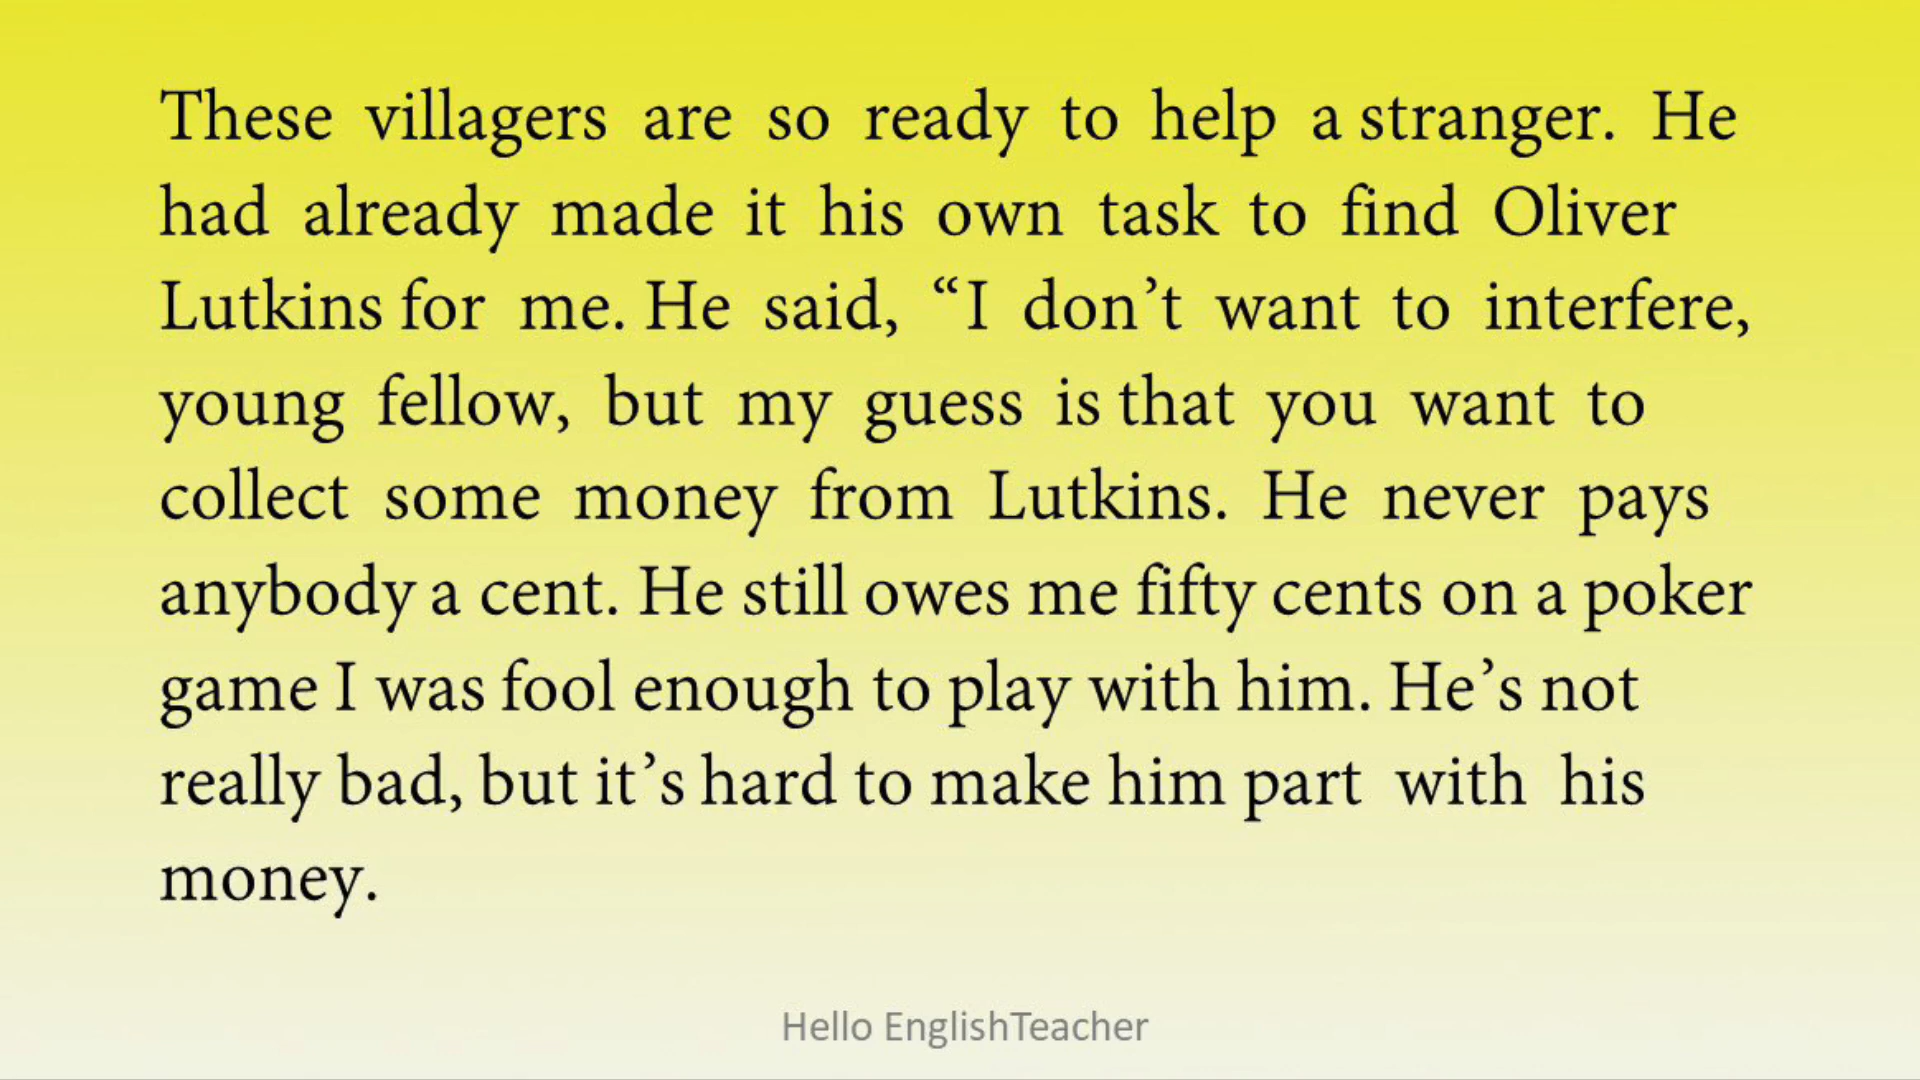 These villagers are so ready to help a stranger. He
had already made it his own task to find Oliver
Lutkins for me. He said, “I don’t want to interfere,
young fellow, but my guess is that you want to
collect some money from Lutkins. He never pays
anybody a cent. He still owes me fifty cents on a poker
game I was fool enough to play with him. He’s not
really bad, but it’s hard to make him part with his
money.
Hello EnglishTeacher